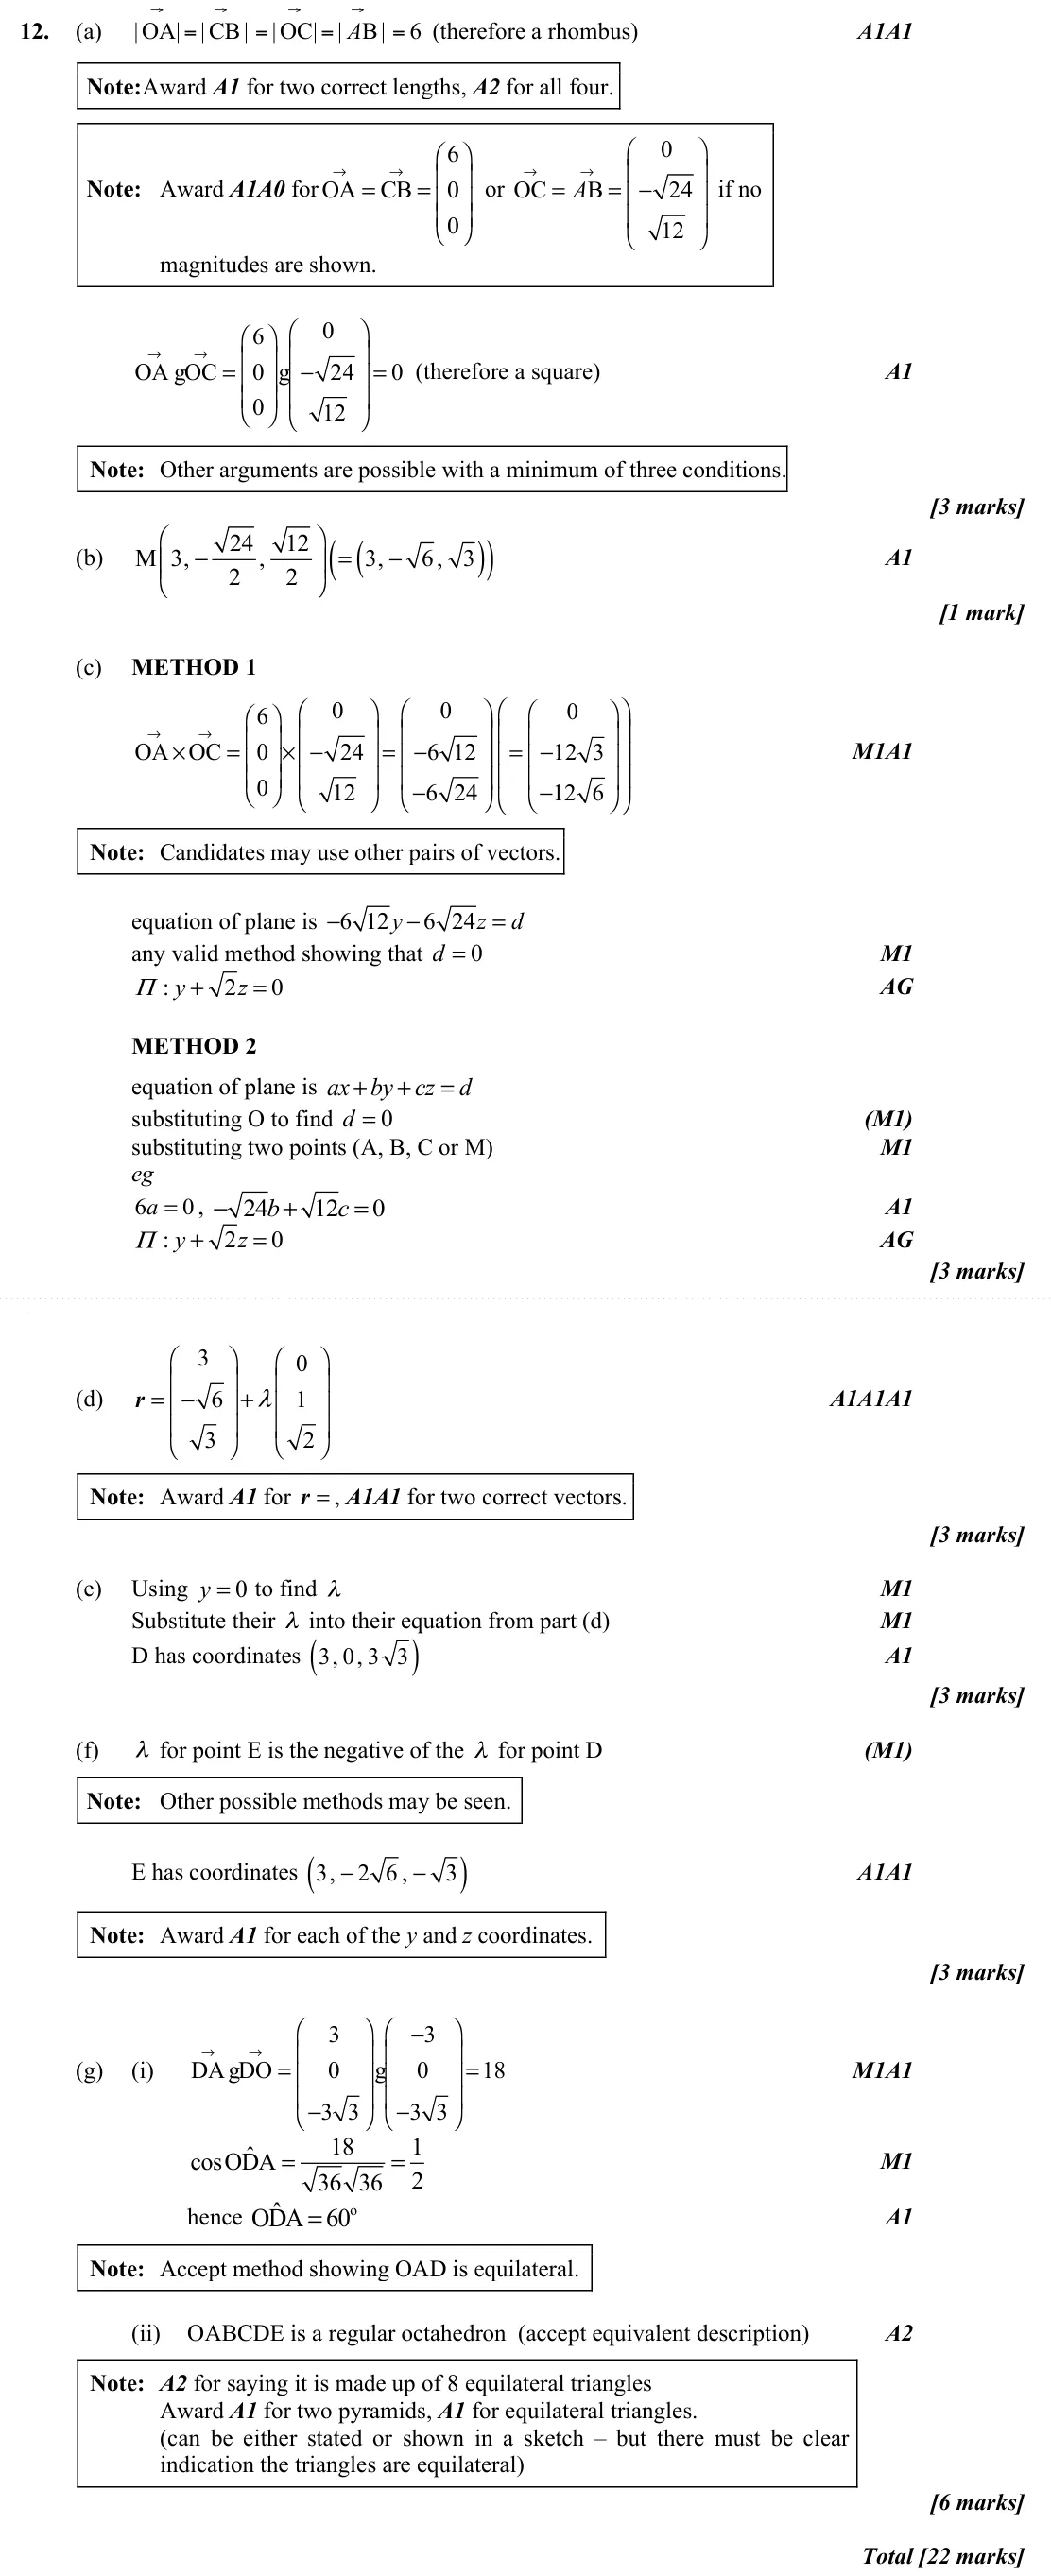 12. (a) |OA→| = |CB→| = |OC→| = |AB→| = 6 (therefore a rhombus) A1A1
Note:Award A1 for two correct lengths, A2 for all four.
Note: Award A1A0 for OA→ = CB→ = (6, 0, 0) or OC→ = AB→ = (0, −√24, √12) if no
magnitudes are shown.
OA→ gOC→ = (6, 0, 0) g (0, −√24, √12) = 0 (therefore a square) A1
Note: Other arguments are possible with a minimum of three conditions.
[3 marks]
(b) M(3, −√24/2, √12/2) (= (3, −√6, √3)) A1
[1 mark]
(c) METHOD 1
OA→ × OC→ = (6, 0, 0) × (0, −√24, √12) = (0, −6√12, −6√24) (= (0, −12√3, −12√6)) M1A1
Note: Candidates may use other pairs of vectors.
equation of plane is −6√12y − 6√24z = d
any valid method showing that d = 0 M1
Π : y + √2z = 0 AG
METHOD 2
equation of plane is ax + by + cz = d
substituting O to find d = 0 (M1)
substituting two points (A, B, C or M) M1
eg
6a = 0, −√24b + √12c = 0 A1
Π : y + √2z = 0 AG
[3 marks]
(d) r = (3, −√6, √3) + λ(0, 1, √2) A1A1A1
Note: Award A1 for r = , A1A1 for two correct vectors.
[3 marks]
(e) Using y = 0 to find λ M1
Substitute their λ into their equation from part (d) M1
D has coordinates (3, 0, 3√3) A1
[3 marks]
(f) λ for point E is the negative of the λ for point D (M1)
Note: Other possible methods may be seen.
E has coordinates (3, −2√6, −√3) A1A1
Note: Award A1 for each of the y and z coordinates.
[3 marks]
(g) (i) DA→ gDO→ = (3, 0, −3√3) g (−3, 0, −3√3) = 18 M1A1
cos OD̂A = 18/(√36√36) = 1/2 M1
hence OD̂A = 60º A1
Note: Accept method showing OAD is equilateral.
(ii) OABCDE is a regular octahedron (accept equivalent description) A2
Note: A2 for saying it is made up of 8 equilateral triangles
Award A1 for two pyramids, A1 for equilateral triangles.
(can be either stated or shown in a sketch – but there must be clear
indication the triangles are equilateral)
[6 marks]
Total [22 marks]